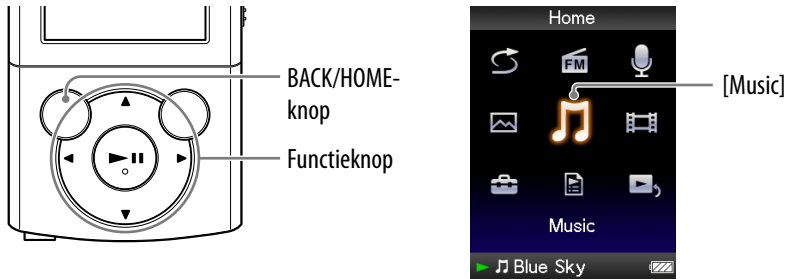 BACK/HOME-
knop
Functieknop
Home
FM
[Music]
Music
Blue Sky